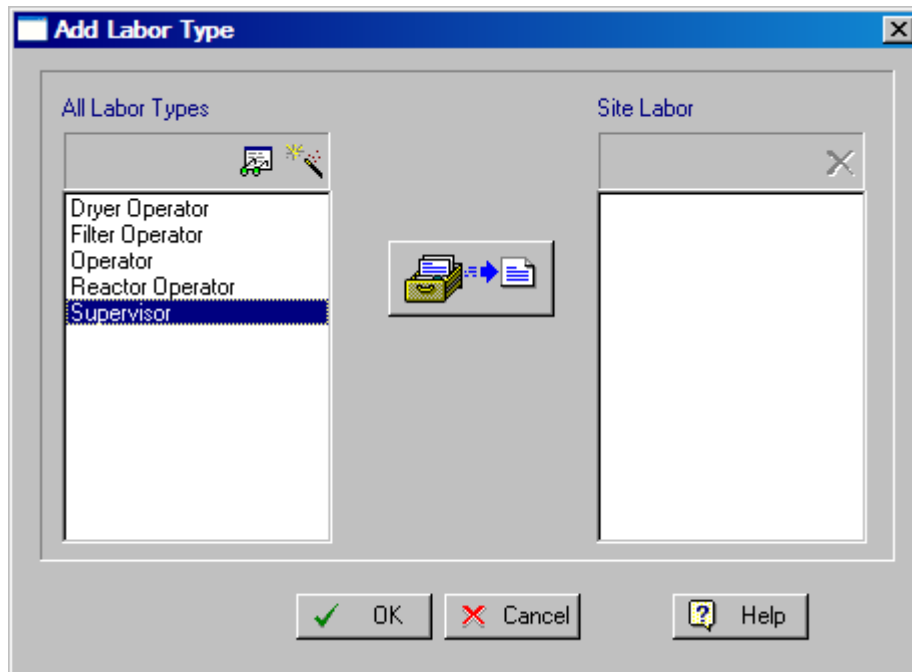 Add Labor Type
All Labor Types
Site Labor
Dryer Operator
Filter Operator
Operator
Reactor Operator
Supervisor
OK
Cancel
? Help